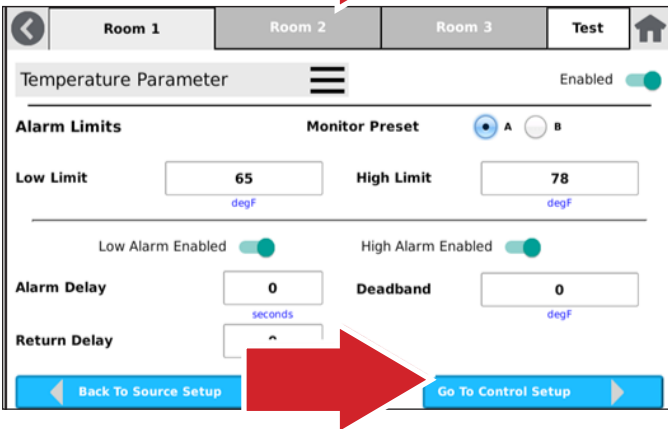 Room 1 Room 2 Room 3 Test
Temperature Parameter Enabled
Alarm Limits Monitor Preset A B
Low Limit 65 High Limit 78
degF degF
Low Alarm Enabled High Alarm Enabled
Alarm Delay 0 Deadband 0
seconds degF
Return Delay
Back To Source Setup Go To Control Setup